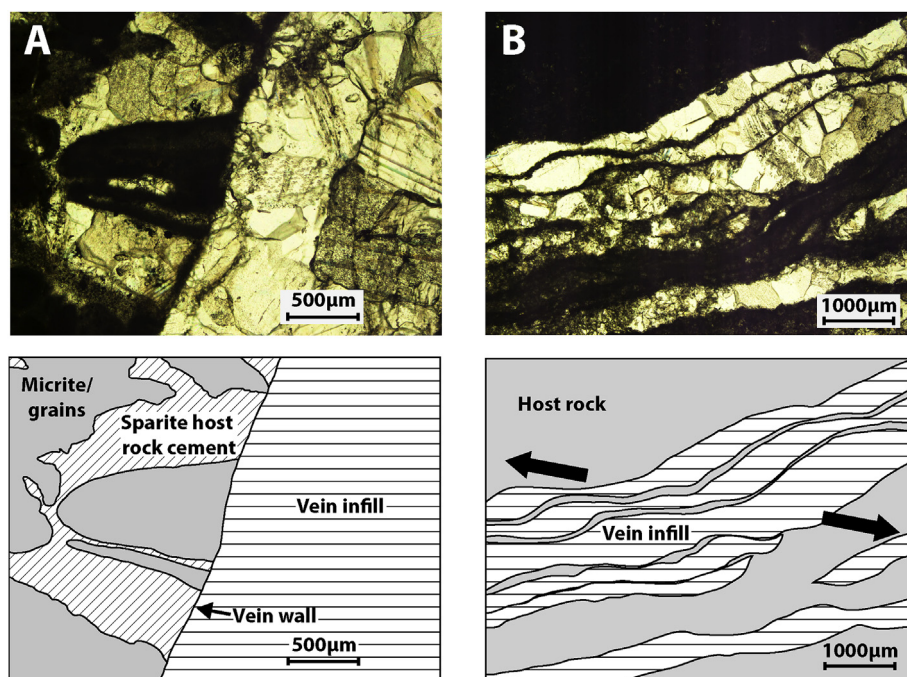 A
500µm
B
1000µm
Micrite/
grains
Sparite host
rock cement
Vein infill
Vein wall
500µm
Host rock
Vein infill
1000µm